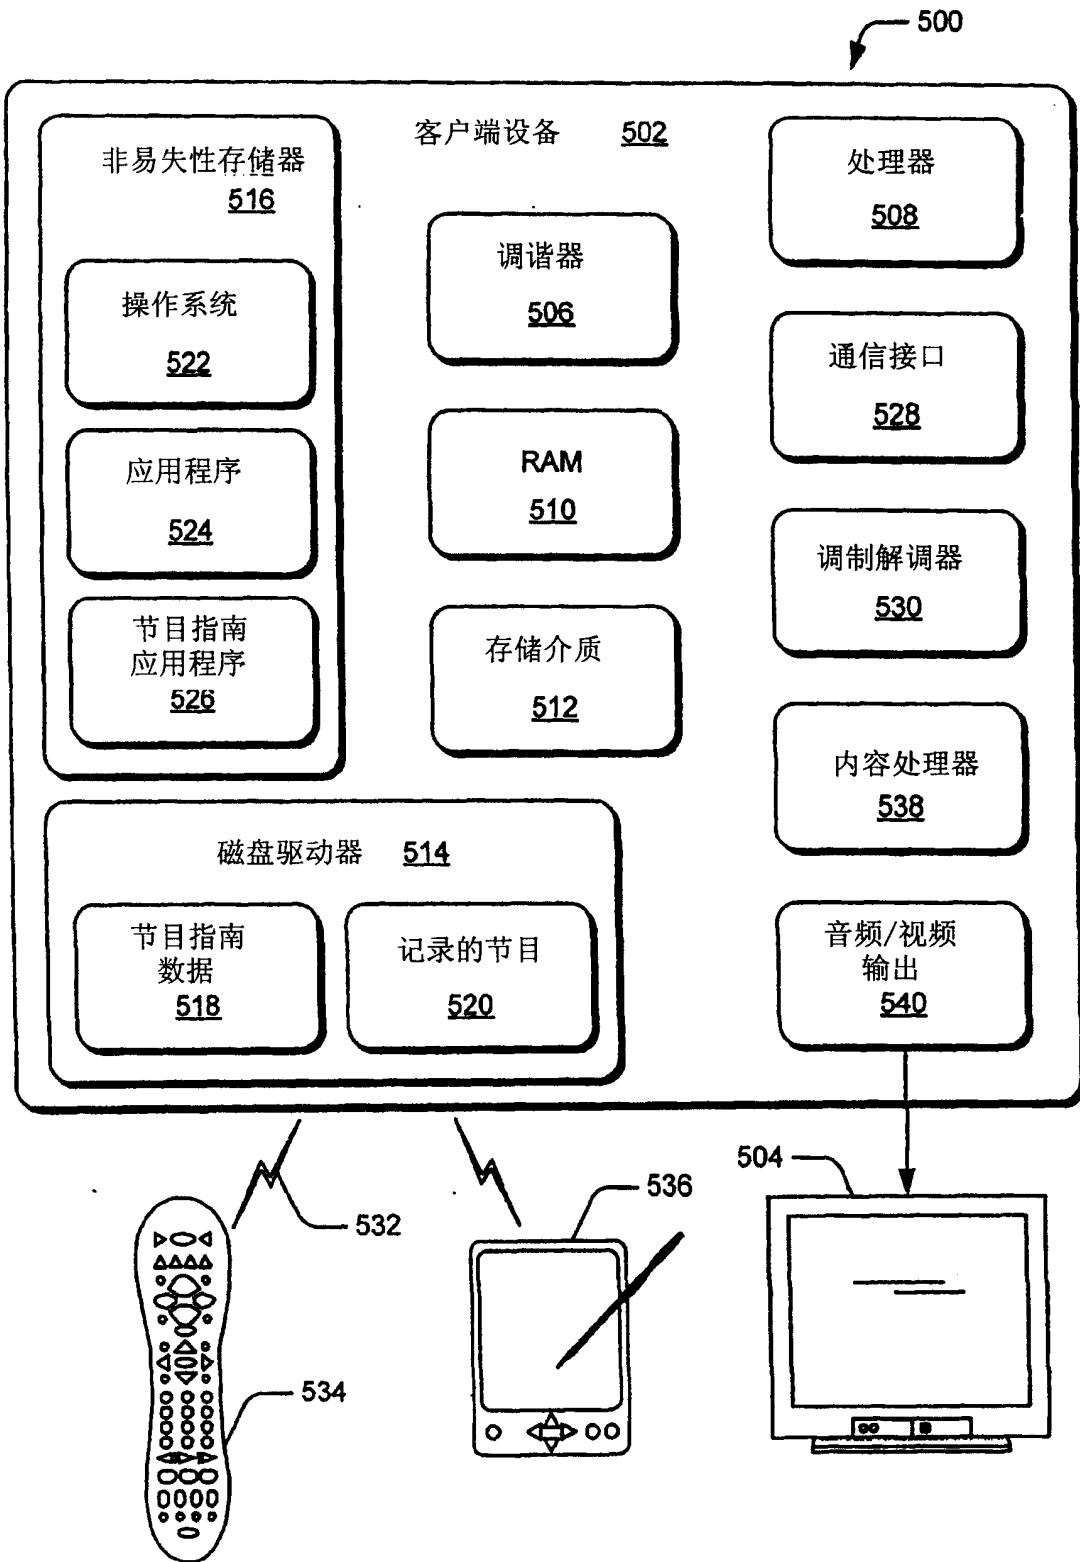 500
客户端设备 502
非易失性存储器
516
操作系统
522
应用程序
524
节目指南
应用程序
526
调谐器
506
RAM
510
存储介质
512
处理器
508
通信接口
528
调制解调器
530
内容处理器
538
音频/视频
输出
540
磁盘驱动器 514
节目指南
数据
518
记录的节目
520
532
534
536
504